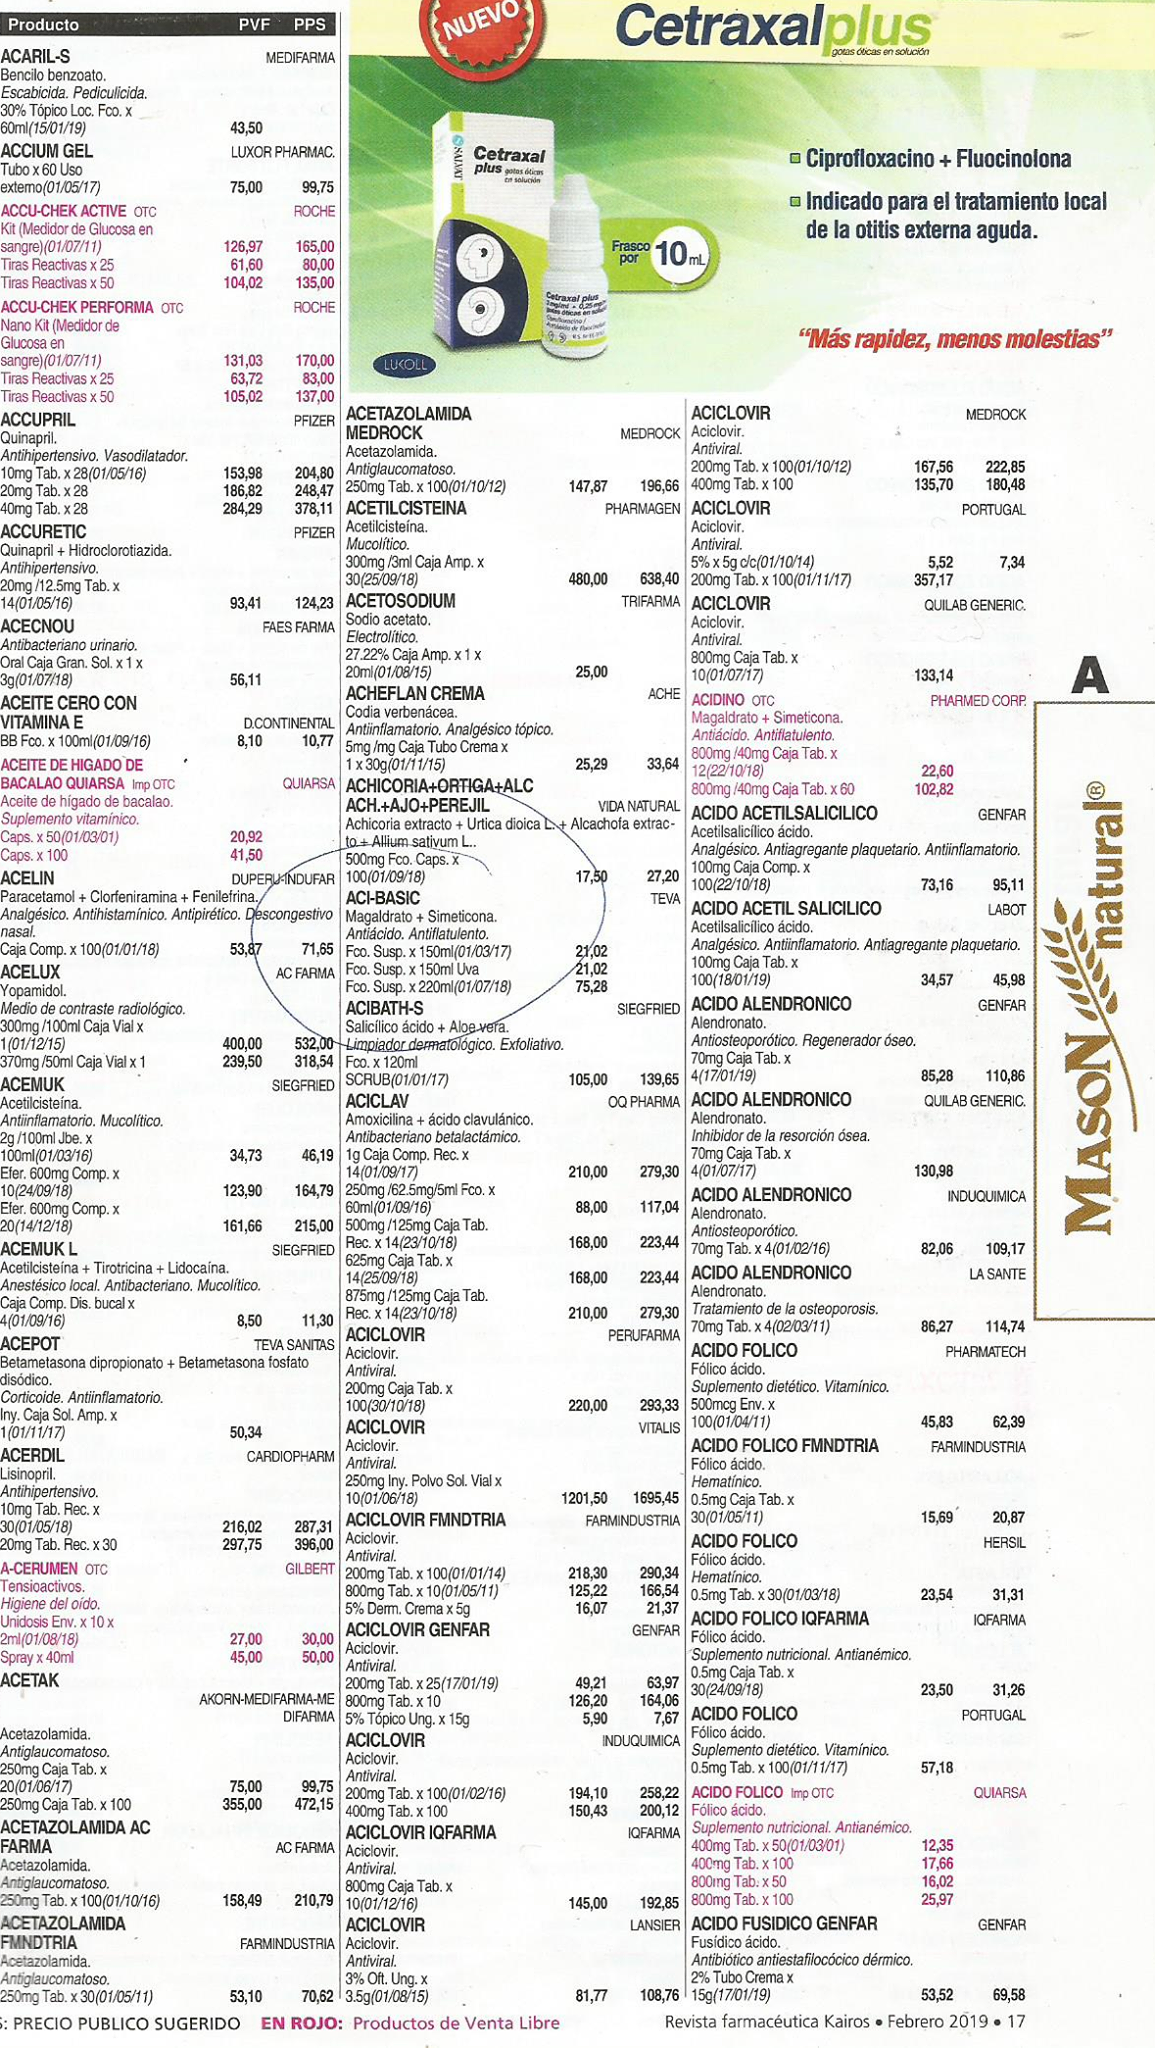 Producto PVF PPS
ACARIL-S MEDIFARMA
Bencilo benzoato.
Escabicida. Pediculicida.
30% Tópico Loc. Fco. x
60ml(15/01/19) 43,50
ACCIUM GEL LUXOR PHARMAC.
Tubo x 60 Uso
externo(01/05/17) 75,00 99,75
ACCU-CHEK ACTIVE OTC ROCHE
Kit (Medidor de Glucosa en
sangre)(01/07/11) 126,97 165,00
Tiras Reactivas x 25 61,60 80,00
Tiras Reactivas x 50 104,02 135,00
ACCU-CHEK PERFORMA OTC ROCHE
Nano Kit (Medidor de
Glucosa en
sangre)(01/07/11) 131,03 170,00
Tiras Reactivas x 25 63,72 83,00
Tiras Reactivas x 50 105,02 137,00
ACCUPRIL PFIZER
Quinapril.
Antihipertensivo. Vasodilatador.
10mg Tab. x 28(01/05/16) 153,98 204,80
20mg Tab. x 28 186,82 248,47
40mg Tab. x 28 284,29 378,11
ACCURETIC PFIZER
Quinapril + Hidroclorotiazida.
Antihipertensivo.
20mg /12.5mg Tab. x
14(01/05/16) 93,41 124,23
ACECNOU FAES FARMA
Antibacteriano urinario.
Oral Caja Gran. Sol. x 1 x
3g(01/07/18) 56,11
ACEITE CERO CON
VITAMINA E D.CONTINENTAL
BB Fco. x 100ml(01/09/16) 8,10 10,77
ACEITE DE HIGADO DE
BACALAO QUIARSA Imp OTC QUIARSA
Aceite de hígado de bacalao.
Suplemento vitamínico.
Caps. x 50(01/03/01) 20,92
Caps. x 100 41,50
ACELIN DUPERU-INDUFAR
Paracetamol + Clorfeniramina + Fenilefrina.
Analgésico. Antihistamínico. Antipirético. Descongestivo
nasal.
Caja Comp. x 100(01/01/18) 53,87 71,65
ACELUX AC FARMA
Yopamidol.
Medio de contraste radiológico.
300mg /100ml Caja Vial x
1(01/12/15) 400,00 532,00
370mg /50ml Caja Vial x 1 239,50 318,54
ACEMUK SIEGFRIED
Acetilcisteína.
Antiinflamatorio. Mucolítico.
2g /100ml Jbe. x
100ml(01/03/16) 34,73 46,19
Efer. 600mg Comp. x
10(24/09/18) 123,90 164,79
Efer. 600mg Comp. x
20(14/12/18) 161,66 215,00
ACEMUK L SIEGFRIED
Acetilcisteína + Tirotricina + Lidocaína.
Anestésico local. Antibacteriano. Mucolítico.
Caja Comp. Dis. bucal x
4(01/09/16) 8,50 11,30
ACEPOT TEVA SANITAS
Betametasona dipropionato + Betametasona fosfato
disódico.
Corticoide. Antiinflamatorio.
Iny. Caja Sol. Amp. x
1(01/11/17) 50,34
ACERDIL CARDIOPHARM
Lisinopril.
Antihipertensivo.
10mg Tab. Rec. x
30(01/05/18) 216,02 287,31
20mg Tab. Rec. x 30 297,75 396,00
A-CERUMEN OTC GILBERT
Tensioactivos.
Higiene del oído.
Unidosis Env. x 10 x
2ml(01/08/18) 27,00 30,00
Spray x 40ml 45,00 50,00
ACETAK
AKORN-MEDIFARMA-ME
DIFARMA
Acetazolamida.
Antiglaucomatoso.
250mg Caja Tab. x
20(01/06/17) 75,00 99,75
250mg Caja Tab. x 100 355,00 472,15
ACETAZOLAMIDA AC
FARMA AC FARMA
Acetazolamida.
Antiglaucomatoso.
250mg Tab. x 100(01/10/16) 158,49 210,79
ACETAZOLAMIDA
FMNDTRIA FARMINDUSTRIA
Acetazolamida.
Antiglaucomatoso.
250mg Tab. x 30(01/05/11) 53,10 70,62
NUEVO
Cetraxal plus
gotas óticas en solución
SALVAT
Cetraxal
plus gotas óticas
en solución
Cetraxal plus
Frasco
por 10 mL
Ciprofloxacino + Fluocinolona
Indicado para el tratamiento local
de la otitis externa aguda.
"Más rapidez, menos molestias"
LUKOLL
ACETAZOLAMIDA
MEDROCK MEDROCK
Acetazolamida.
Antiglaucomatoso.
250mg Tab. x 100(01/10/12) 147,87 196,66
ACETILCISTEINA PHARMAGEN
Acetilcisteína.
Mucolítico.
300mg /3ml Caja Amp. x
30(25/09/18) 480,00 638,40
ACETOSODIUM TRIFARMA
Sodio acetato.
Electrolítico.
27.22% Caja Amp. x 1 x
20ml(01/08/15) 25,00
ACHEFLAN CREMA ACHE
Codia verbenácea.
Antiinflamatorio. Analgésico tópico.
5mg /mg Caja Tubo Crema x
1 x 30g(01/11/15) 25,29 33,64
ACHICORIA+ORTIGA+ALC
ACH.+AJO+PEREJIL VIDA NATURAL
Achicoria extracto + Urtica dioica L. + Alcachofa extrac-
to + Allium sativum L..
500mg Fco. Caps. x
100(01/09/18) 17,50 27,20
ACI-BASIC TEVA
Magaldrato + Simeticona.
Antiácido. Antiflatulento.
Fco. Susp. x 150ml(01/03/17) 21,02
Fco. Susp. x 150ml Uva 21,02
Fco. Susp. x 220ml(01/07/18) 75,28
ACIBATH-S SIEGFRIED
Salicílico ácido + Aloe vera.
Limpiador dermatológico. Exfoliativo.
Fco. x 120ml
SCRUB(01/01/17) 105,00 139,65
ACICLAV OQ PHARMA
Amoxicilina + ácido clavulánico.
Antibacteriano betalactámico.
1g Caja Comp. Rec. x
14(01/09/17) 210,00 279,30
250mg /62.5mg/5ml Fco. x
60ml(01/09/16) 88,00 117,04
500mg /125mg Caja Tab.
Rec. x 14(23/10/18) 168,00 223,44
625mg Caja Tab. x
14(25/09/18) 168,00 223,44
875mg /125mg Caja Tab.
Rec. x 14(23/10/18) 210,00 279,30
ACICLOVIR PERUFARMA
Aciclovir.
Antiviral.
200mg Caja Tab. x
100(30/10/18) 220,00 293,33
ACICLOVIR VITALIS
Aciclovir.
Antiviral.
250mg Iny. Polvo Sol. Vial x
10(01/06/18) 1201,50 1695,45
ACICLOVIR FMNDTRIA FARMINDUSTRIA
Aciclovir.
Antiviral.
200mg Tab. x 100(01/01/14) 218,30 290,34
800mg Tab. x 10(01/05/11) 125,22 166,54
5% Derm. Crema x 5g 16,07 21,37
ACICLOVIR GENFAR GENFAR
Aciclovir.
Antiviral.
200mg Tab. x 25(17/01/19) 49,21 63,97
800mg Tab. x 10 126,20 164,06
5% Tópico Ung. x 15g 5,90 7,67
ACICLOVIR INDUQUIMICA
Aciclovir.
Antiviral.
200mg Tab. x 100(01/02/16) 194,10 258,22
400mg Tab. x 100 150,43 200,12
ACICLOVIR IQFARMA IQFARMA
Aciclovir.
Antiviral.
800mg Caja Tab. x
10(01/12/16) 145,00 192,85
ACICLOVIR LANSIER
Aciclovir.
Antiviral.
3% Oft. Ung. x
3.5g(01/08/15) 81,77 108,76
ACICLOVIR MEDROCK
Aciclovir.
Antiviral.
200mg Tab. x 100(01/10/12) 167,56 222,85
400mg Tab. x 100 135,70 180,48
ACICLOVIR PORTUGAL
Aciclovir.
Antiviral.
5% x 5g c/c(01/10/14) 5,52 7,34
200mg Tab. x 100(01/11/17) 357,17
ACICLOVIR QUILAB GENERIC.
Aciclovir.
Antiviral.
800mg Caja Tab. x
10(01/07/17) 133,14
ACIDINO OTC PHARMED CORP.
Magaldrato + Simeticona.
Antiácido. Antiflatulento.
800mg /40mg Caja Tab. x
12(22/10/18) 22,60
800mg /40mg Caja Tab. x 60 102,82
ACIDO ACETILSALICILICO GENFAR
Acetilsalicílico ácido.
Analgésico. Antiagregante plaquetario. Antiinflamatorio.
100mg Caja Comp. x
100(22/10/18) 73,16 95,11
ACIDO ACETIL SALICILICO LABOT
Acetilsalicílico ácido.
Analgésico. Antiinflamatorio. Antiagregante plaquetario.
100mg Caja Tab. x
100(18/01/19) 34,57 45,98
ACIDO ALENDRONICO GENFAR
Alendronato.
Antiosteoporótico. Regenerador óseo.
70mg Caja Tab. x
4(17/01/19) 85,28 110,86
ACIDO ALENDRONICO QUILAB GENERIC.
Alendronato.
Inhibidor de la resorción ósea.
70mg Caja Tab. x
4(01/07/17) 130,98
ACIDO ALENDRONICO INDUQUIMICA
Alendronato.
Antiosteoporótico.
70mg Tab. x 4(01/02/16) 82,06 109,17
ACIDO ALENDRONICO LA SANTE
Alendronato.
Tratamiento de la osteoporosis.
70mg Tab. x 4(02/03/11) 86,27 114,74
ACIDO FOLICO PHARMATECH
Fólico ácido.
Suplemento dietético. Vitamínico.
500mcg Env. x
100(01/04/11) 45,83 62,39
ACIDO FOLICO FMNDTRIA FARMINDUSTRIA
Fólico ácido.
Hematínico.
0.5mg Caja Tab. x
30(01/05/11) 15,69 20,87
ACIDO FOLICO HERSIL
Fólico ácido.
Hematínico.
0.5mg Tab. x 30(01/03/18) 23,54 31,31
ACIDO FOLICO IQFARMA IQFARMA
Fólico ácido.
Suplemento nutricional. Antianémico.
0.5mg Caja Tab. x
30(24/09/18) 23,50 31,26
ACIDO FOLICO PORTUGAL
Fólico ácido.
Suplemento dietético. Vitamínico.
0.5mg Tab. x 100(01/11/17) 57,18
ACIDO FOLICO Imp OTC QUIARSA
Fólico ácido.
Suplemento nutricional. Antianémico.
400mg Tab. x 50(01/03/01) 12,35
400mg Tab. x 100 17,66
800mg Tab. x 50 16,02
800mg Tab. x 100 25,97
ACIDO FUSIDICO GENFAR GENFAR
Fusídico ácido.
Antibiótico antiestafilocócico dérmico.
2% Tubo Crema x
15g(17/01/19) 53,52 69,58
A
MASON natural®
S: PRECIO PUBLICO SUGERIDO EN ROJO: Productos de Venta Libre
Revista farmacéutica Kairos • Febrero 2019 • 17